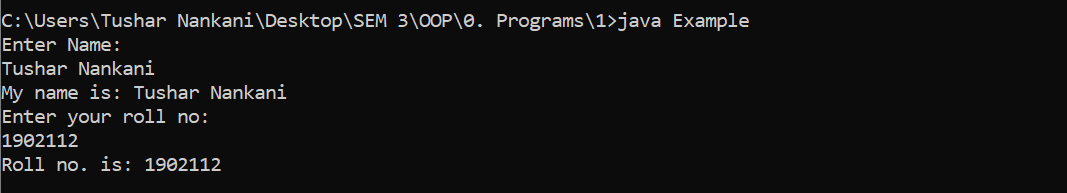 C:\Users\Tushar Nankani\Desktop\SEM 3\OOP\0. Programs\1>java Example
Enter Name:
Tushar Nankani
My name is: Tushar Nankani
Enter your roll no:
1902112
Roll no. is: 1902112